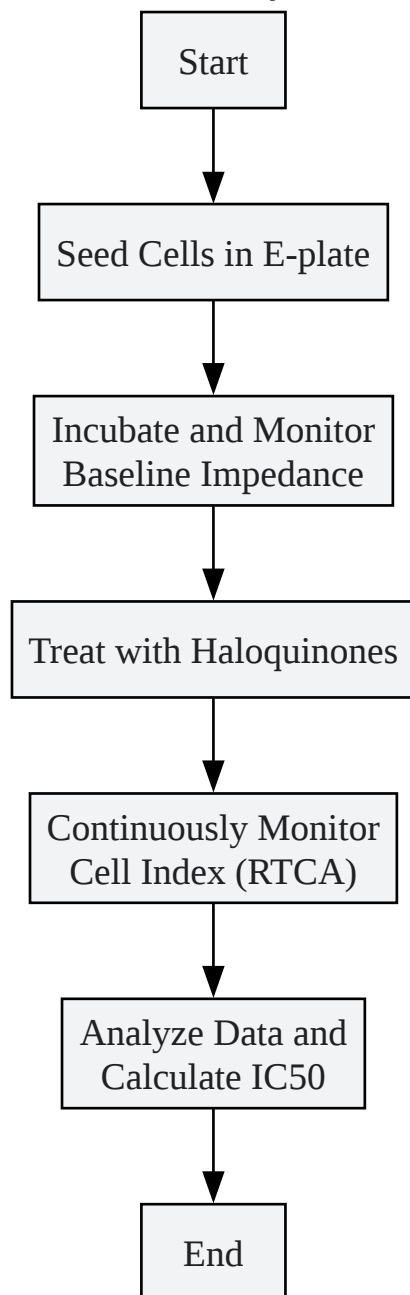 Start
Seed Cells in E-plate
Incubate and Monitor
Baseline Impedance
Treat with Haloquinones
Continuously Monitor
Cell Index (RTCA)
Analyze Data and
Calculate IC50
End